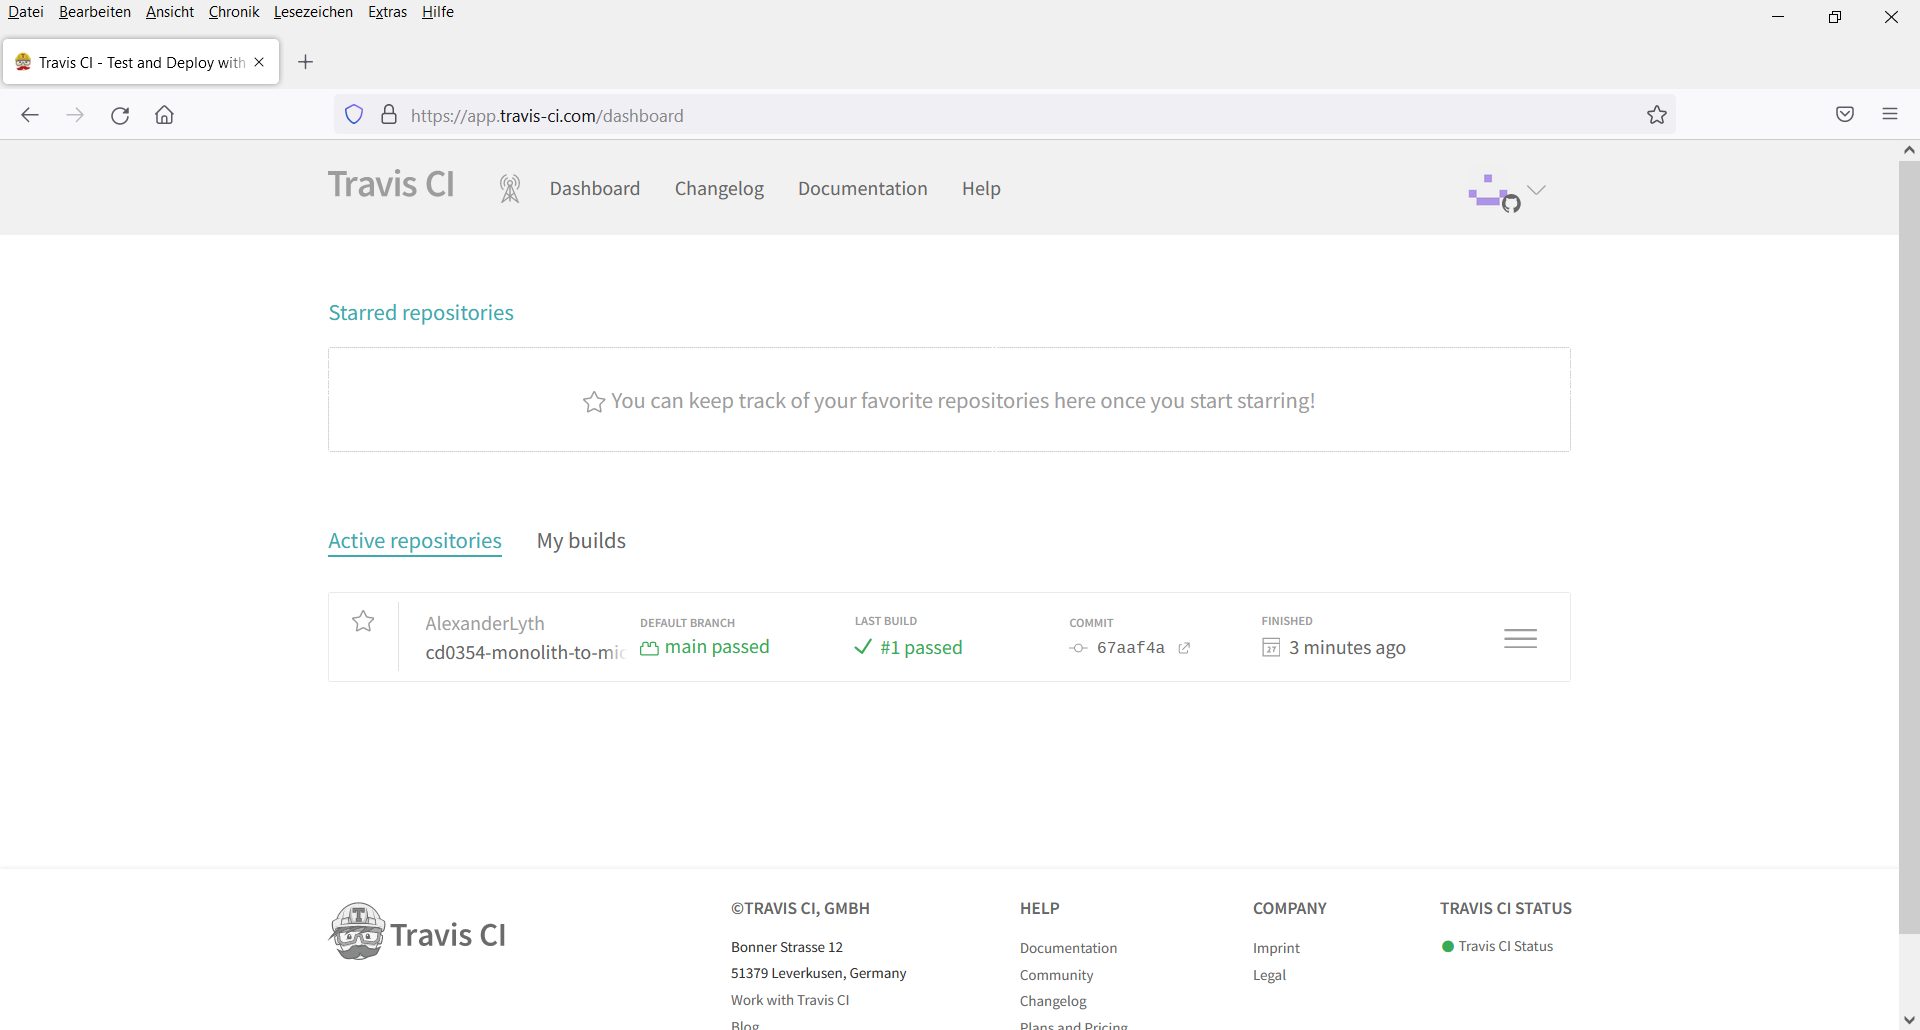 Datei Bearbeiten Ansicht Chronik Lesezeichen Extras Hilfe
Travis CI - Test and Deploy with
https://app.travis-ci.com/dashboard
Travis CI Dashboard Changelog Documentation Help
Starred repositories
You can keep track of your favorite repositories here once you start starring!
Active repositories My builds
AlexanderLyth
cd0354-monolith-to-mic
DEFAULT BRANCH
main passed
LAST BUILD
#1 passed
COMMIT
67aaf4a
FINISHED
27 3 minutes ago
T
Travis CI
©TRAVIS CI, GMBH
Bonner Strasse 12
51379 Leverkusen, Germany
Work with Travis CI
Blog
HELP
Documentation
Community
Changelog
Plans and Pricing
COMPANY
Imprint
Legal
TRAVIS CI STATUS
Travis CI Status